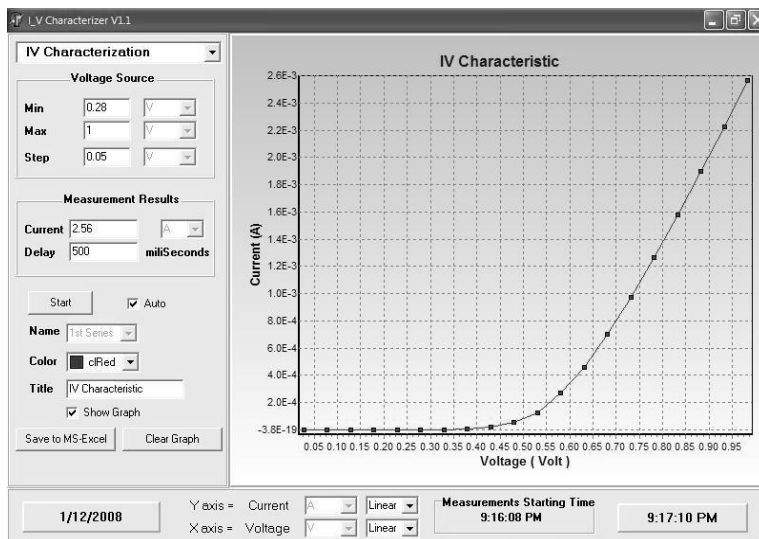 I_V Characterizer V1.1
IV Characterization
Voltage Source
Min 0.28 V
Max 1 V
Step 0.05 V
Measurement Results
Current 2.56 A
Delay 500 miliSeconds
Start Auto
Name 1st Series
Color clRed
Title IV Characteristic
Show Graph
Save to MS-Excel Clear Graph
IV Characteristic
Current (A)
2.6E-3
2.4E-3
2.2E-3
2.0E-3
1.8E-3
1.6E-3
1.4E-3
1.2E-3
1.0E-3
8.0E-4
6.0E-4
4.0E-4
2.0E-4
-3.8E-19
0.05 0.10 0.15 0.20 0.25 0.30 0.35 0.40 0.45 0.50 0.55 0.60 0.65 0.70 0.75 0.80 0.85 0.90 0.95
Voltage ( Volt )
1/12/2008
Y axis = Current A Linear
X axis = Voltage V Linear
Measurements Starting Time
9:16:08 PM
9:17:10 PM